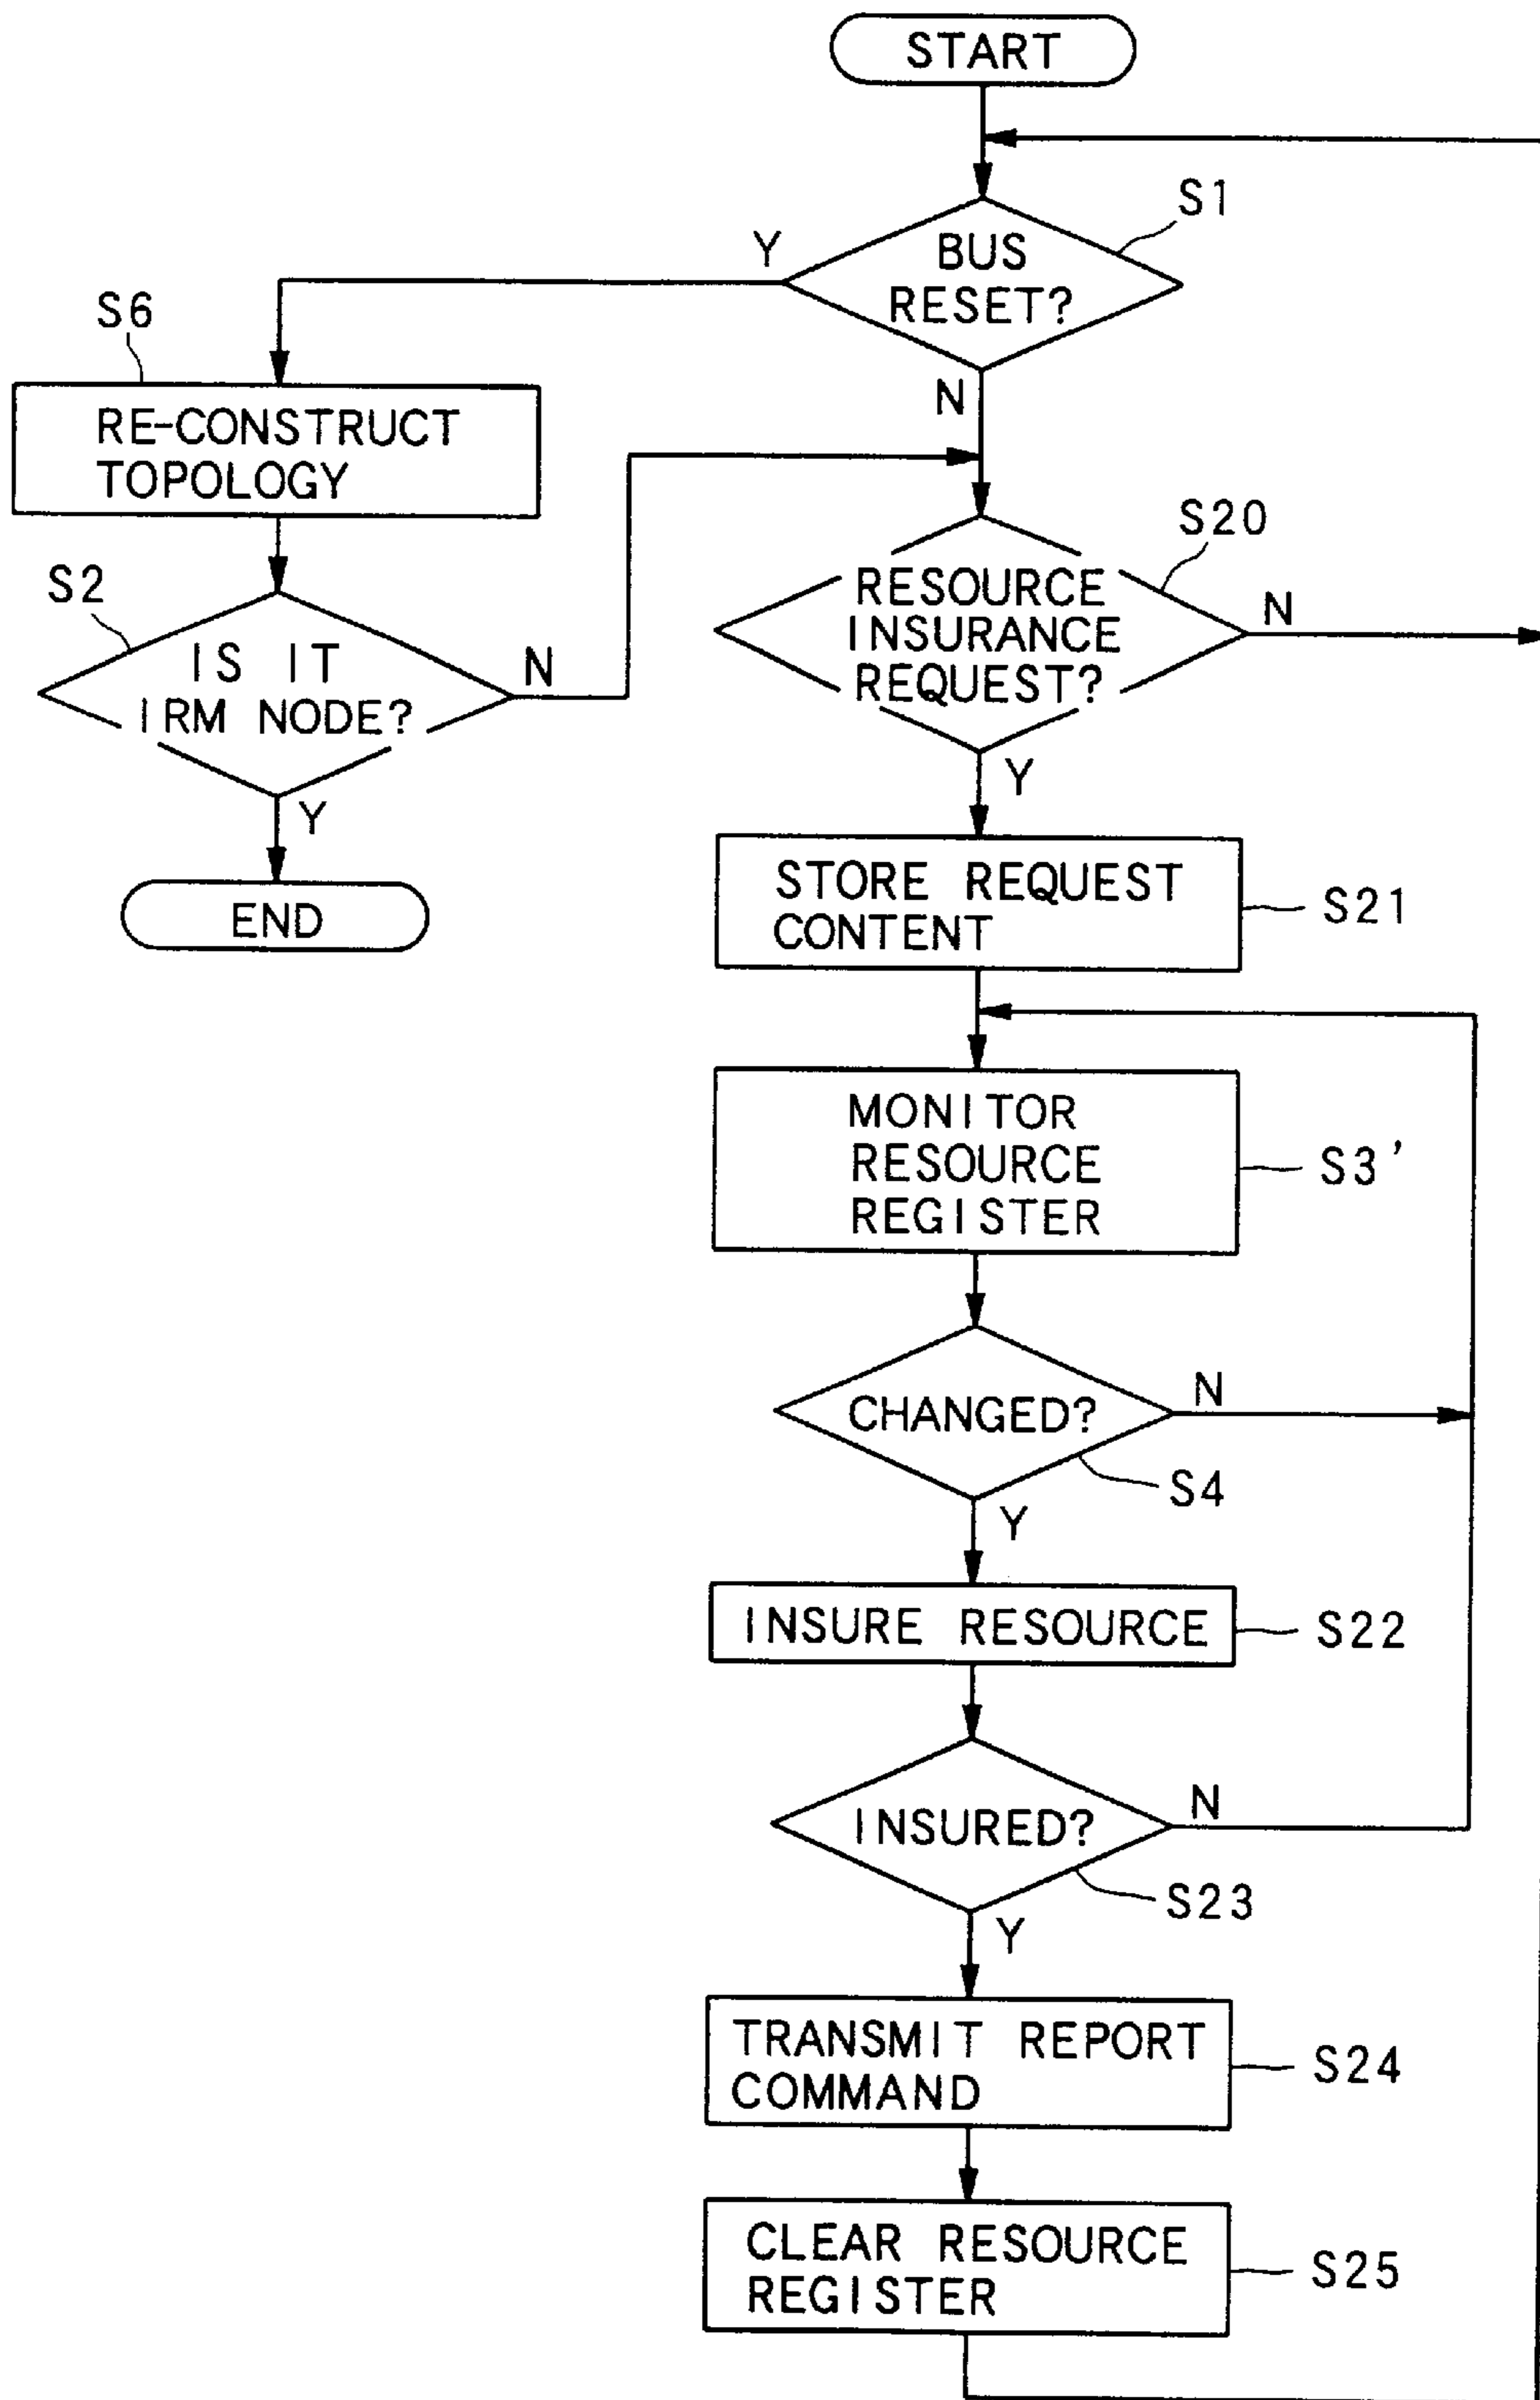 START
S1
BUS
RESET?
Y
N
S6
RE-CONSTRUCT
TOPOLOGY
S2
IS IT
IRM NODE?
N
Y
END
S20
RESOURCE
INSURANCE
REQUEST?
N
Y
STORE REQUEST
CONTENT
S21
MONITOR
RESOURCE
REGISTER
S3'
CHANGED?
N
S4
Y
INSURE RESOURCE
S22
INSURED?
N
S23
Y
TRANSMIT REPORT
COMMAND
S24
CLEAR RESOURCE
REGISTER
S25